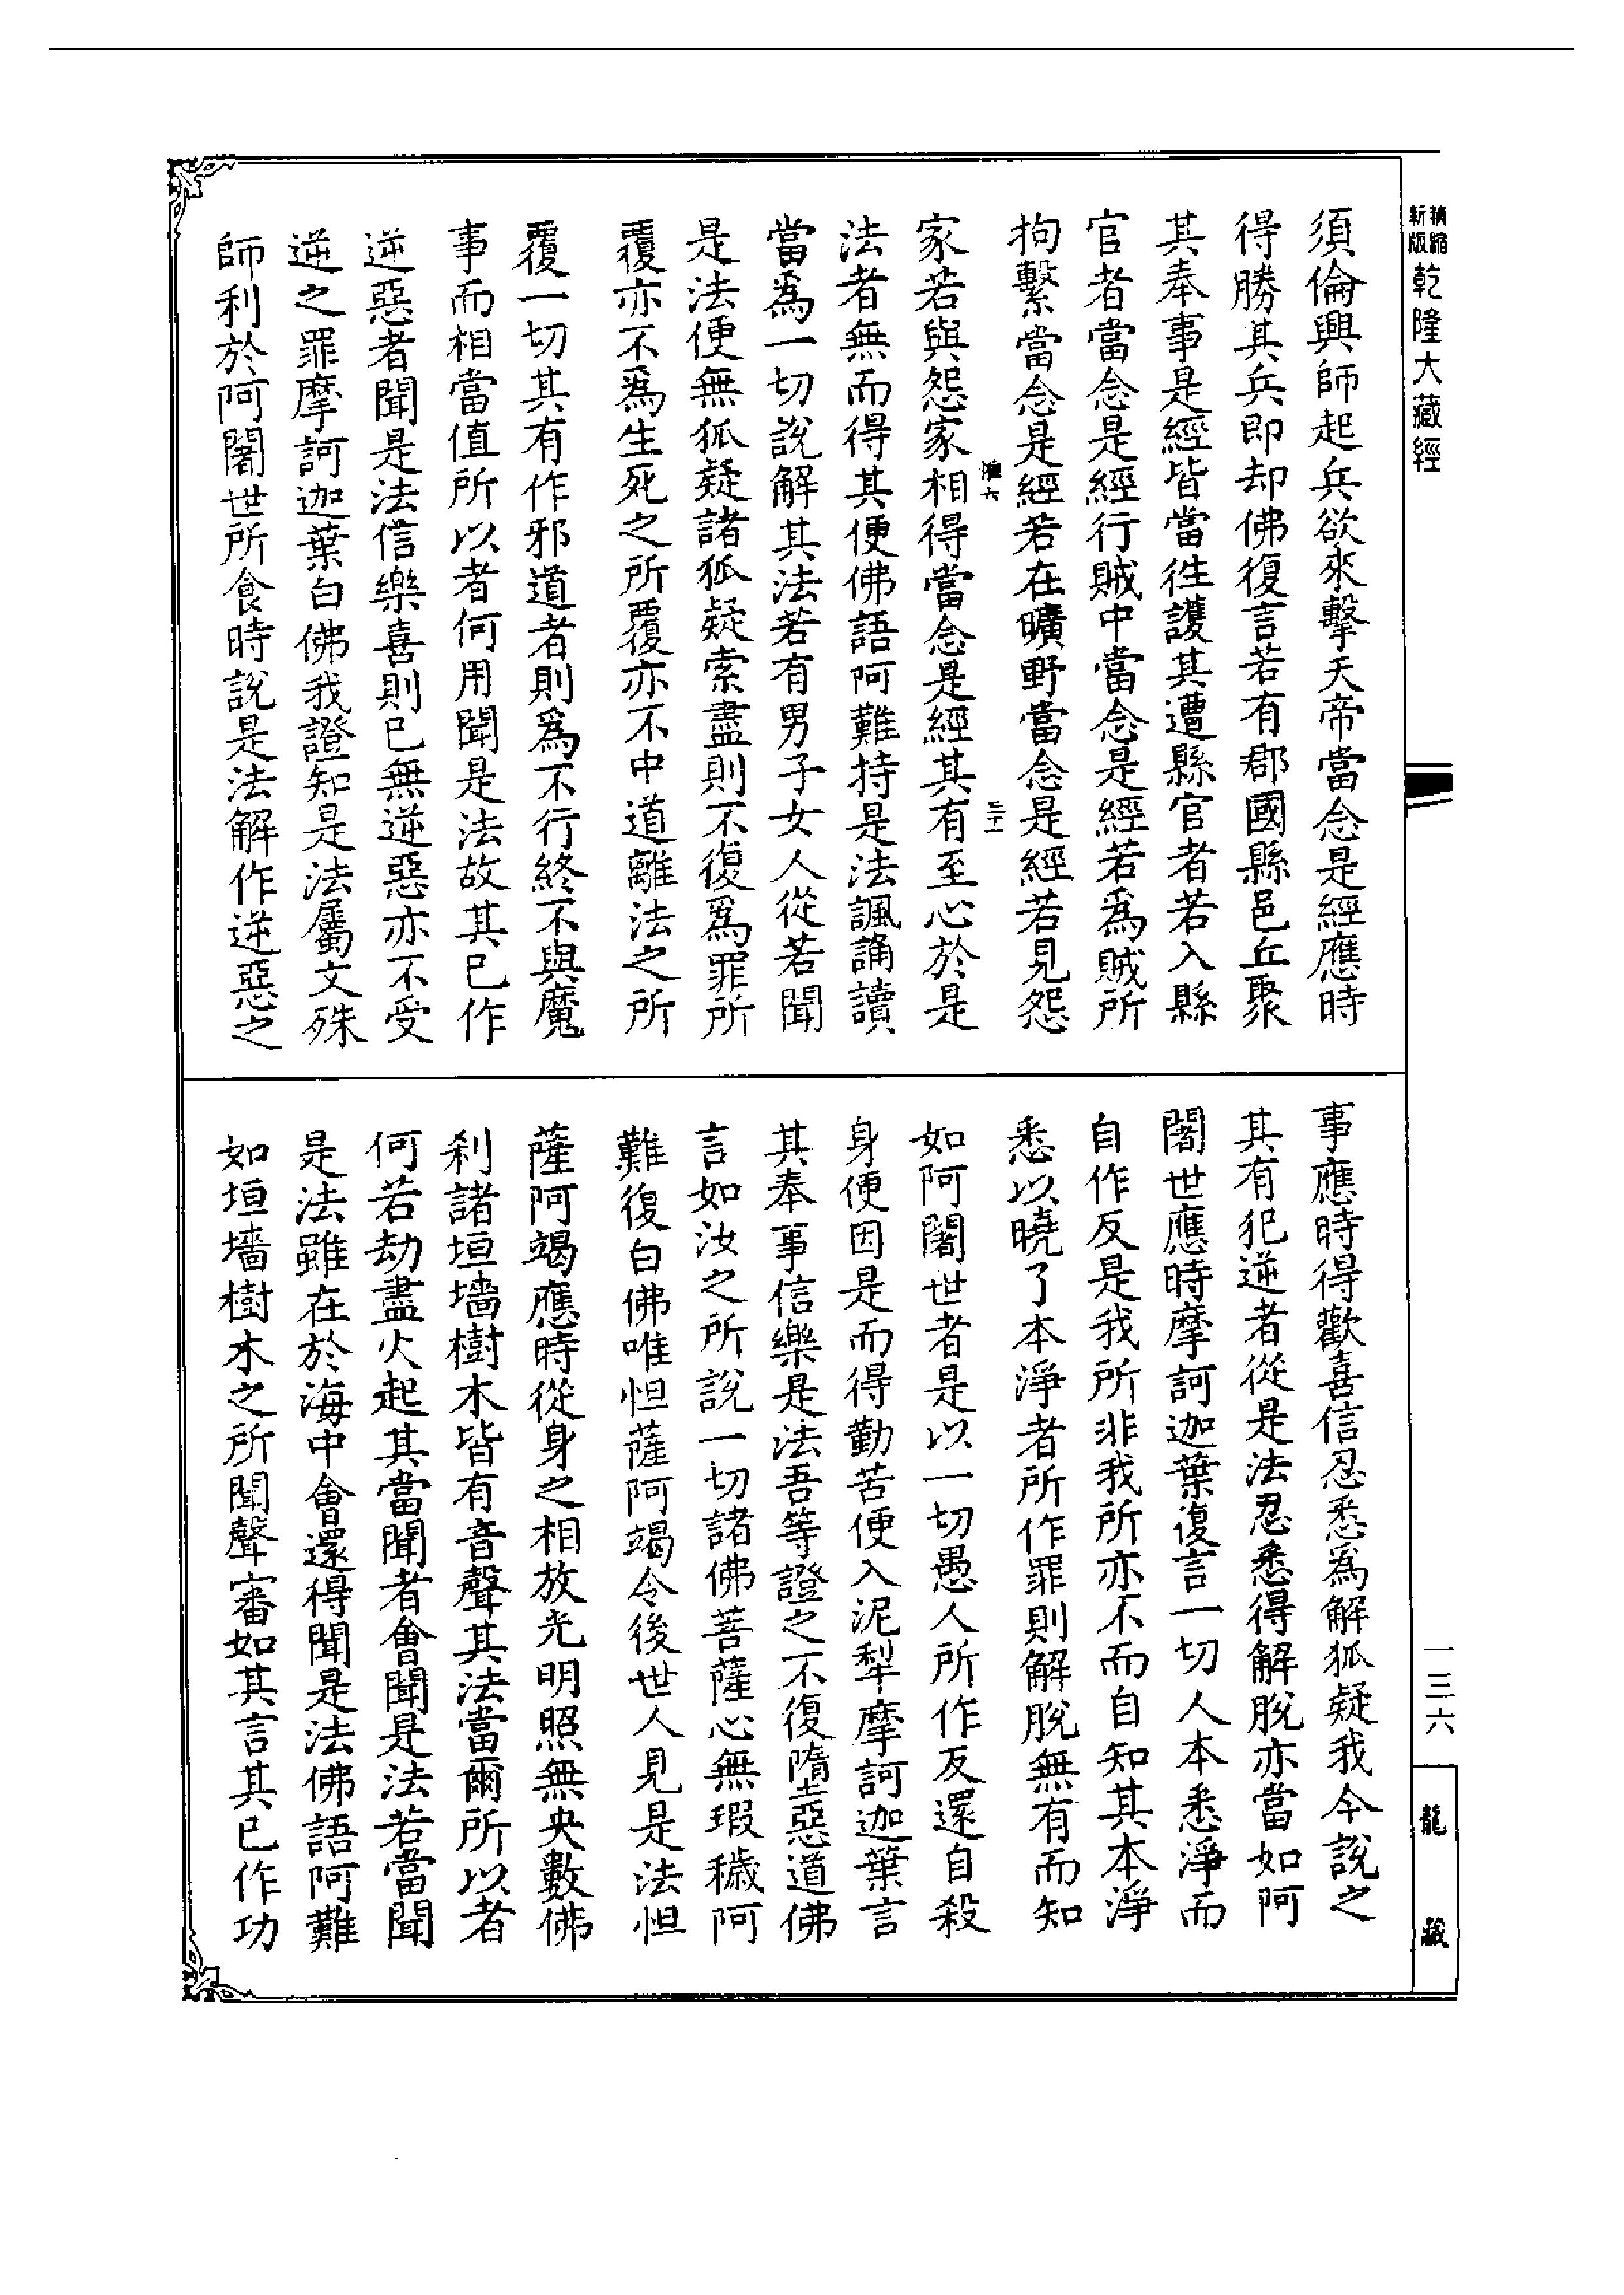 精縮新版 乾隆大藏經
須倫興師起兵欲來擊天帝當念是經應時
得勝其兵即却佛復言若有郡國縣邑丘聚
其奉事是經皆當徃護其遭縣官者若入縣
官者當念是經行賊中當念是經若爲賊所
拘繫當念是經若在曠野當念是經若見怨
家若與怨家相得當念是經其有至心於是
法者無而得其便佛語阿難持是法諷誦讀
當爲一切說解其法若有男子女人從若聞
是法便無狐疑諸狐疑索盡則不復爲罪所
覆亦不爲生死之所覆亦不中道離法之所
覆一切其有作邪道者則爲不行終不與魔
事而相當值所以者何用聞是法故其已作
逆惡者聞是法信樂喜則已無逆惡亦不受
逆之罪摩訶迦葉白佛我證知是法屬文殊
師利於阿闍世所食時說是法解作逆惡之
事應時得歡喜信忍悉爲解狐疑我今說之
其有犯逆者從是法忍悉得解脫亦當如阿
闍世應時摩訶迦葉復言一切人本悉淨而
自作反是我所非我所亦不而自知其本淨
悉以曉了本淨者所作罪則解脫無有而知
如阿闍世者是以一切愚人所作反還自殺
身便因是而得勤苦便入泥犁摩訶迦葉言
其奉事信樂是法吾等證之不復墮惡道佛
言如汝之所說一切諸佛菩薩心無瑕穢阿
難復白佛唯怛薩阿竭令後世人見是法怛
薩阿竭應時從身之相放光明照無央數佛
刹諸垣墻樹木皆有音聲其法當爾所以者
何若劫盡火起其當聞者會聞是法若當聞
是法雖在於海中會還得聞是法佛語阿難
如垣墻樹木之所聞聲審如其言其已作功
一三六
龍藏